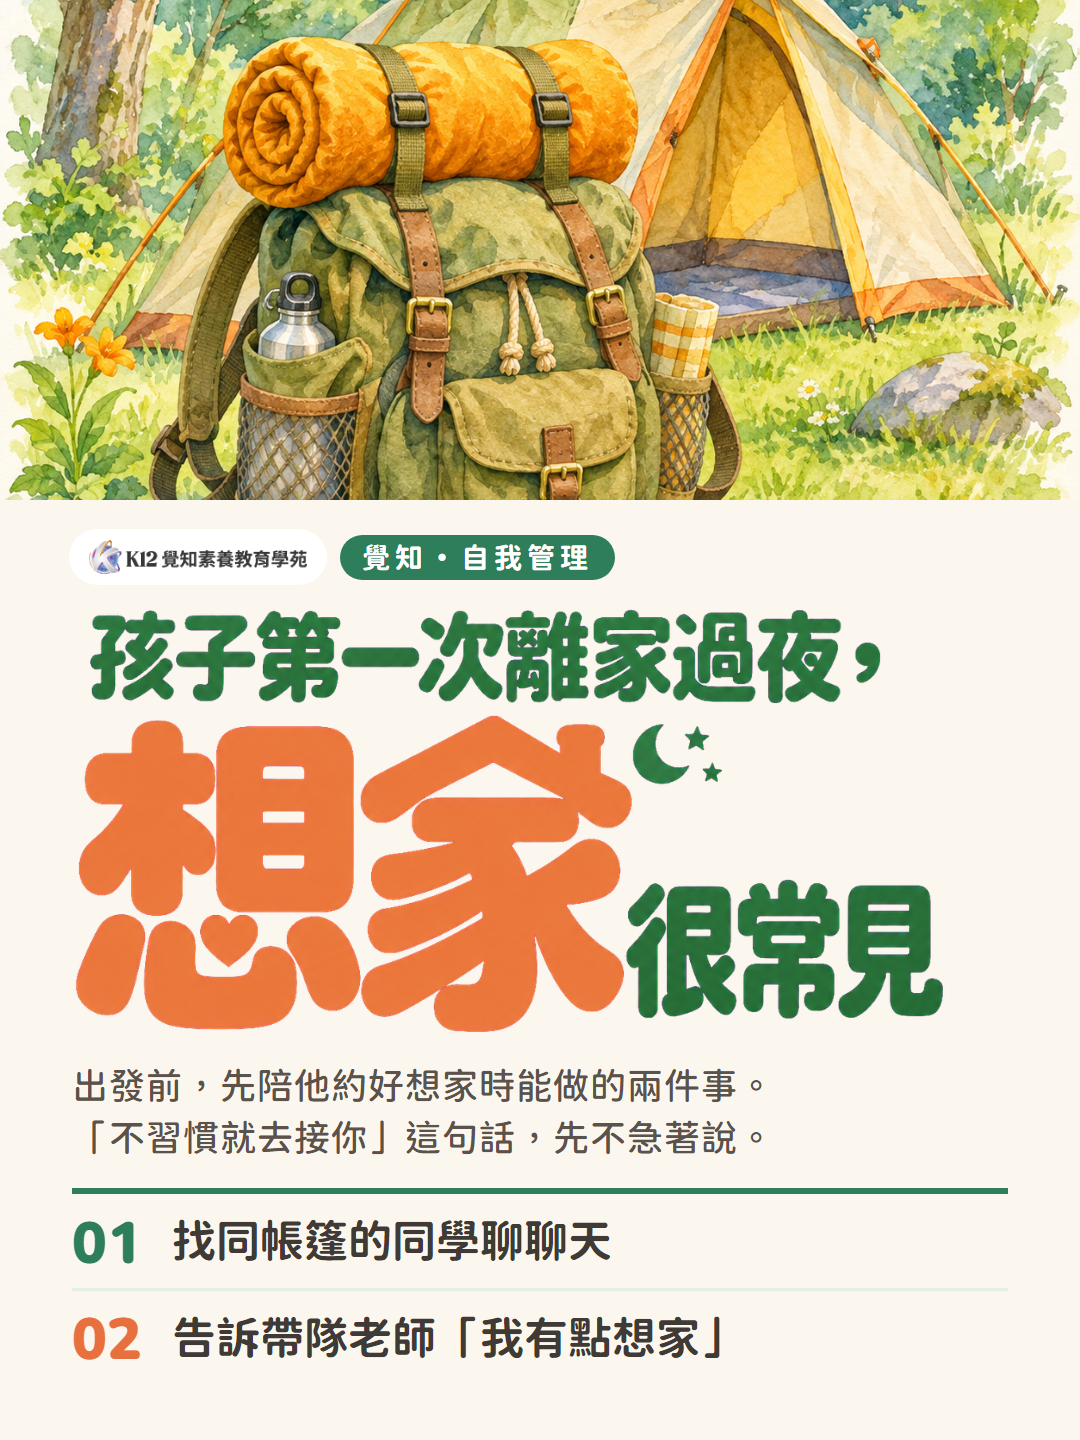 K12 覺知素養教育學苑
覺知・自我管理
孩子第一次離家過夜，
想家
很常見
出發前，先陪他約好想家時能做的兩件事。
「不習慣就去接你」這句話，先不急著說。
01 找同帳篷的同學聊聊天
02 告訴帶隊老師「我有點想家」